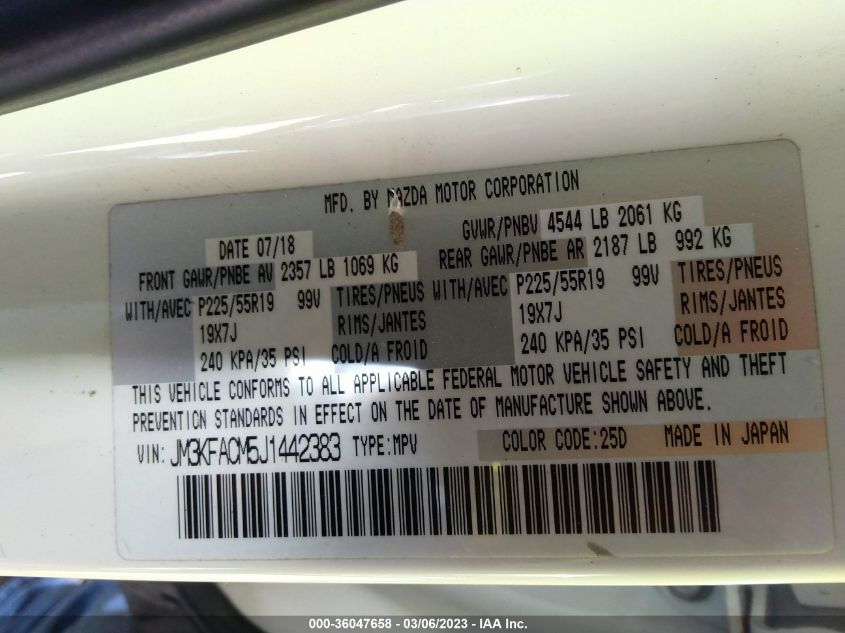 MFD. BY MAZDA MOTOR CORPORATION
DATE 07/18 GVWR/PNBV 4544 LB 2061 KG
FRONT GAWR/PNBE AV 2357 LB 1069 KG REAR GAWR/PNBE AR 2187 LB 992 KG
WITH/AVEC P225/55R19 99V TIRES/PNEUS WITH/AVEC P225/55R19 99V TIRES/PNEUS
19X7J RIMS/JANTES 19X7J RIMS/JANTES
240 KPA/35 PSI COLD/A FROID 240 KPA/35 PSI COLD/A FROID
THIS VEHICLE CONFORMS TO ALL APPLICABLE FEDERAL MOTOR VEHICLE SAFETY AND THEFT
PREVENTION STANDARDS IN EFFECT ON THE DATE OF MANUFACTURE SHOWN ABOVE.
VIN: JM3KFACM5J1442383 TYPE:MPV COLOR CODE:25D MADE IN JAPAN
000-36047658 - 03/06/2023 - IAA Inc.